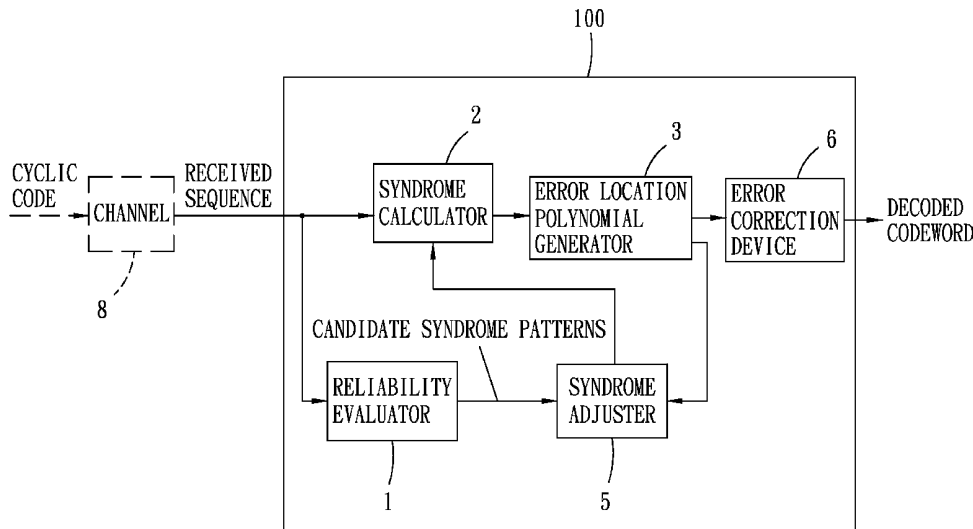 100
2
3
6
CYCLIC
CODE
CHANNEL
8
RECEIVED
SEQUENCE
SYNDROME
CALCULATOR
ERROR LOCATION
POLYNOMIAL
GENERATOR
ERROR
CORRECTION
DEVICE
DECODED
CODEWORD
CANDIDATE SYNDROME PATTERNS
RELIABILITY
EVALUATOR
SYNDROME
ADJUSTER
1
5